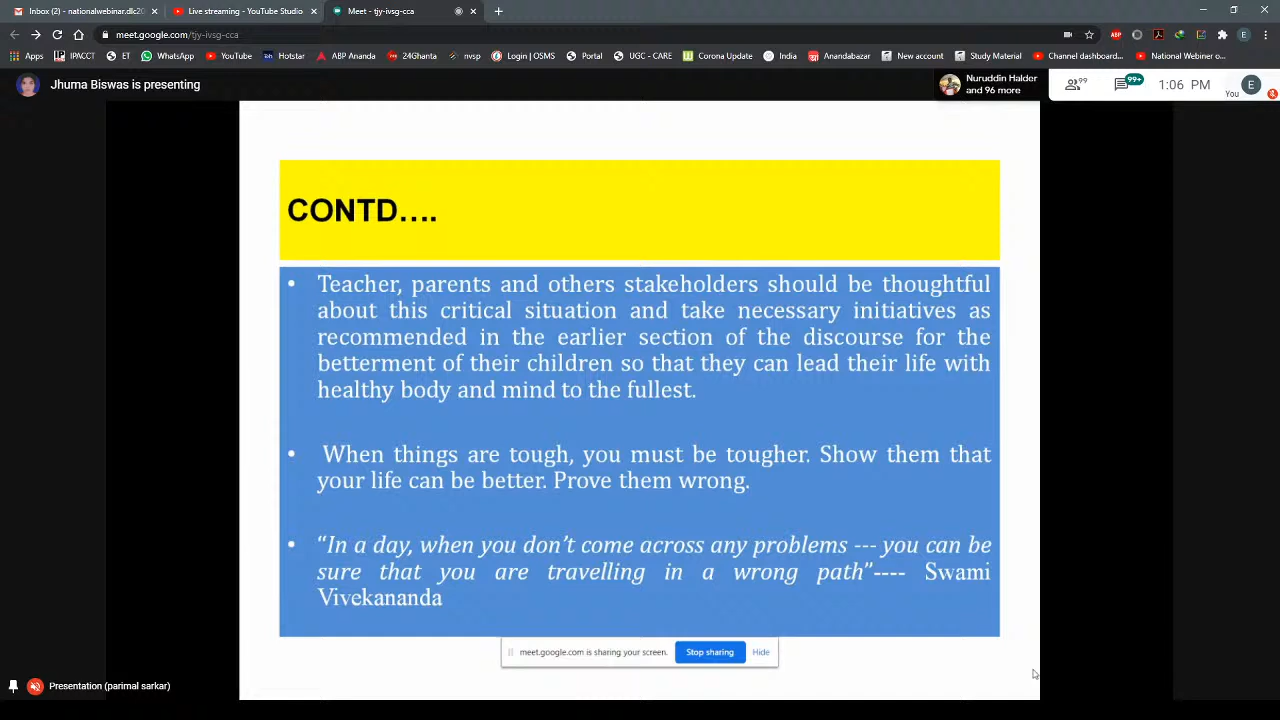 Inbox (0) - nationalwebinar.dlc20
Live streaming - YouTube Studio
Meet - tjy-ivsg-cca
meet.google.com/tjy-ivsg-cca
ABP
Apps
IPACCT
ET
WhatsApp
YouTube
Hotstar
ABP Ananda
24Ghanta
nvsp
Login | OSMS
Portal
UGC - CARE
Corona Update
India
Anandabazar
New account
Study Material
Channel dashboard...
National Webinar o...
Jhuma Biswas is presenting
Nuruddin Halder
and 96 more
99
99+
1:06 PM
You
E
CONTD….
• Teacher, parents and others stakeholders should be thoughtful
about this critical situation and take necessary initiatives as
recommended in the earlier section of the discourse for the
betterment of their children so that they can lead their life with
healthy body and mind to the fullest.
• When things are tough, you must be tougher. Show them that
your life can be better. Prove them wrong.
• “In a day, when you don’t come across any problems --- you can be
sure that you are travelling in a wrong path”---- Swami
Vivekananda
meet.google.com is sharing your screen.
Stop sharing
Hide
Presentation (parimal sarkar)